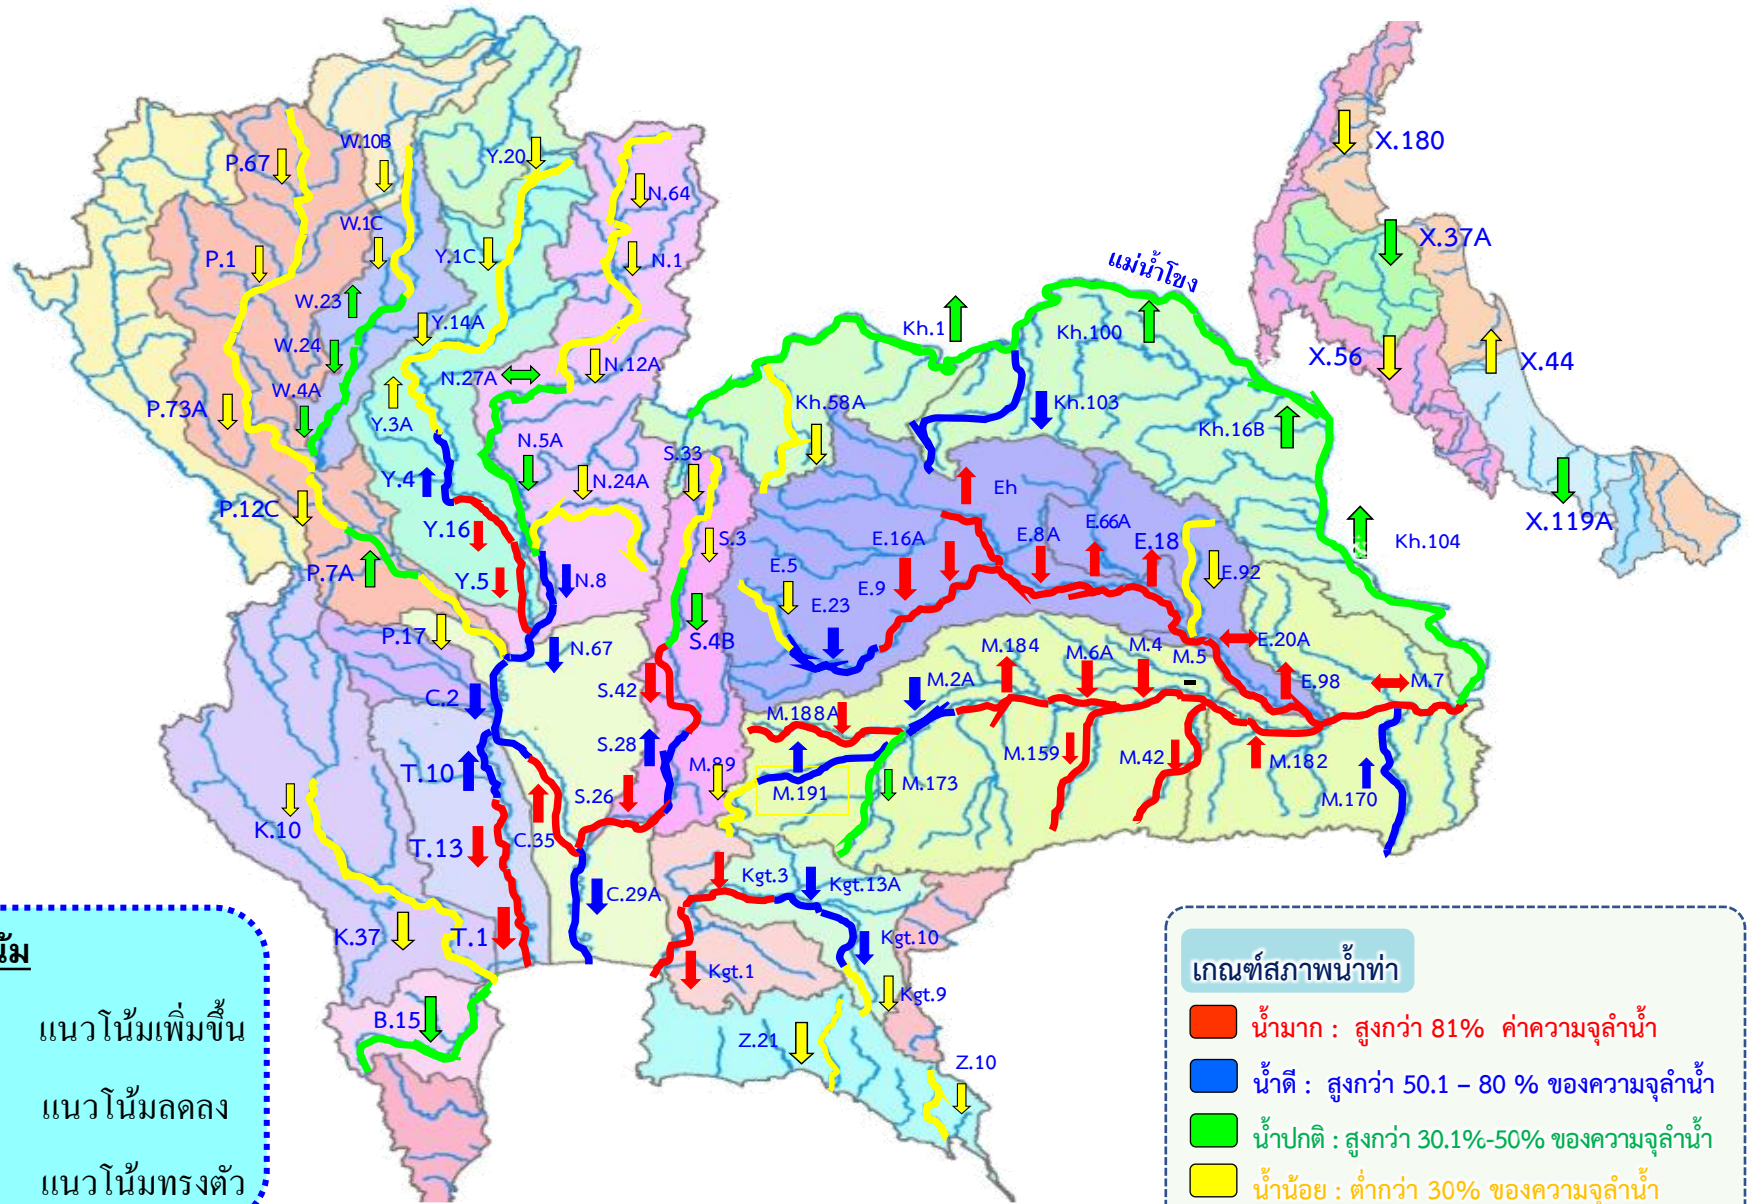 W.10B
P.67
Y.20
N.64
X.180
W.1C
P.1
Y.1C
N.1
X.37A
แม่น้ำโขง
W.23
Y.14A
Kh.1
Kh.100
W.24
N.12A
X.56
X.44
W.4A
N.27A
P.73A
Y.3A
Kh.58A
Kh.103
Kh.16B
N.5A
S.33
Y.4
N.24A
Eh
P.12C
Y.16
S.3
E.16A
E.8A
E.66A
E.18
Kh.104
X.119A
P.7A
Y.5
N.8
E.5
E.9
E.92
E.23
P.17
N.67
S.4B
M.184
M.6A
M.4
M.5
E.20A
C.2
S.42
M.2A
E.98
M.7
M.188A
S.28
M.89
M.159
M.42
M.182
T.10
S.26
M.191
M.173
M.170
K.10
T.13
C.35
Kgt.3
Kgt.13A
C.29A
K.37
T.1
Kgt.10
Kgt.1
Kgt.9
B.15
Z.21
Z.10
แนวโน้มเพิ่มขึ้น
แนวโน้มลดลง
แนวโน้มทรงตัว
เกณฑ์สภาพน้ำท่า
น้ำมาก : สูงกว่า 81% ค่าความจุลำน้ำ
น้ำดี : สูงกว่า 50.1 – 80 % ของความจุลำน้ำ
น้ำปกติ : สูงกว่า 30.1%-50% ของความจุลำน้ำ
น้ำน้อย : ต่ำกว่า 30% ของความจุลำน้ำ